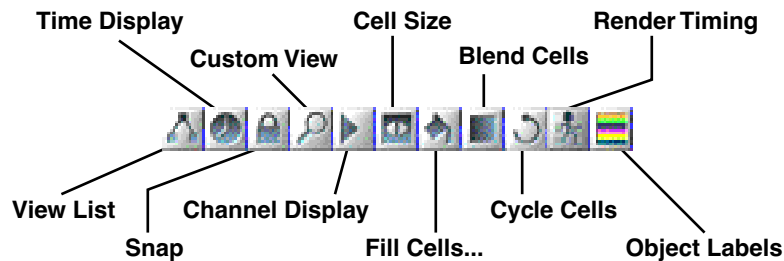 Time Display
Cell Size
Render Timing
Custom View
Blend Cells
View List
Channel Display
Cycle Cells
Snap
Fill Cells...
Object Labels